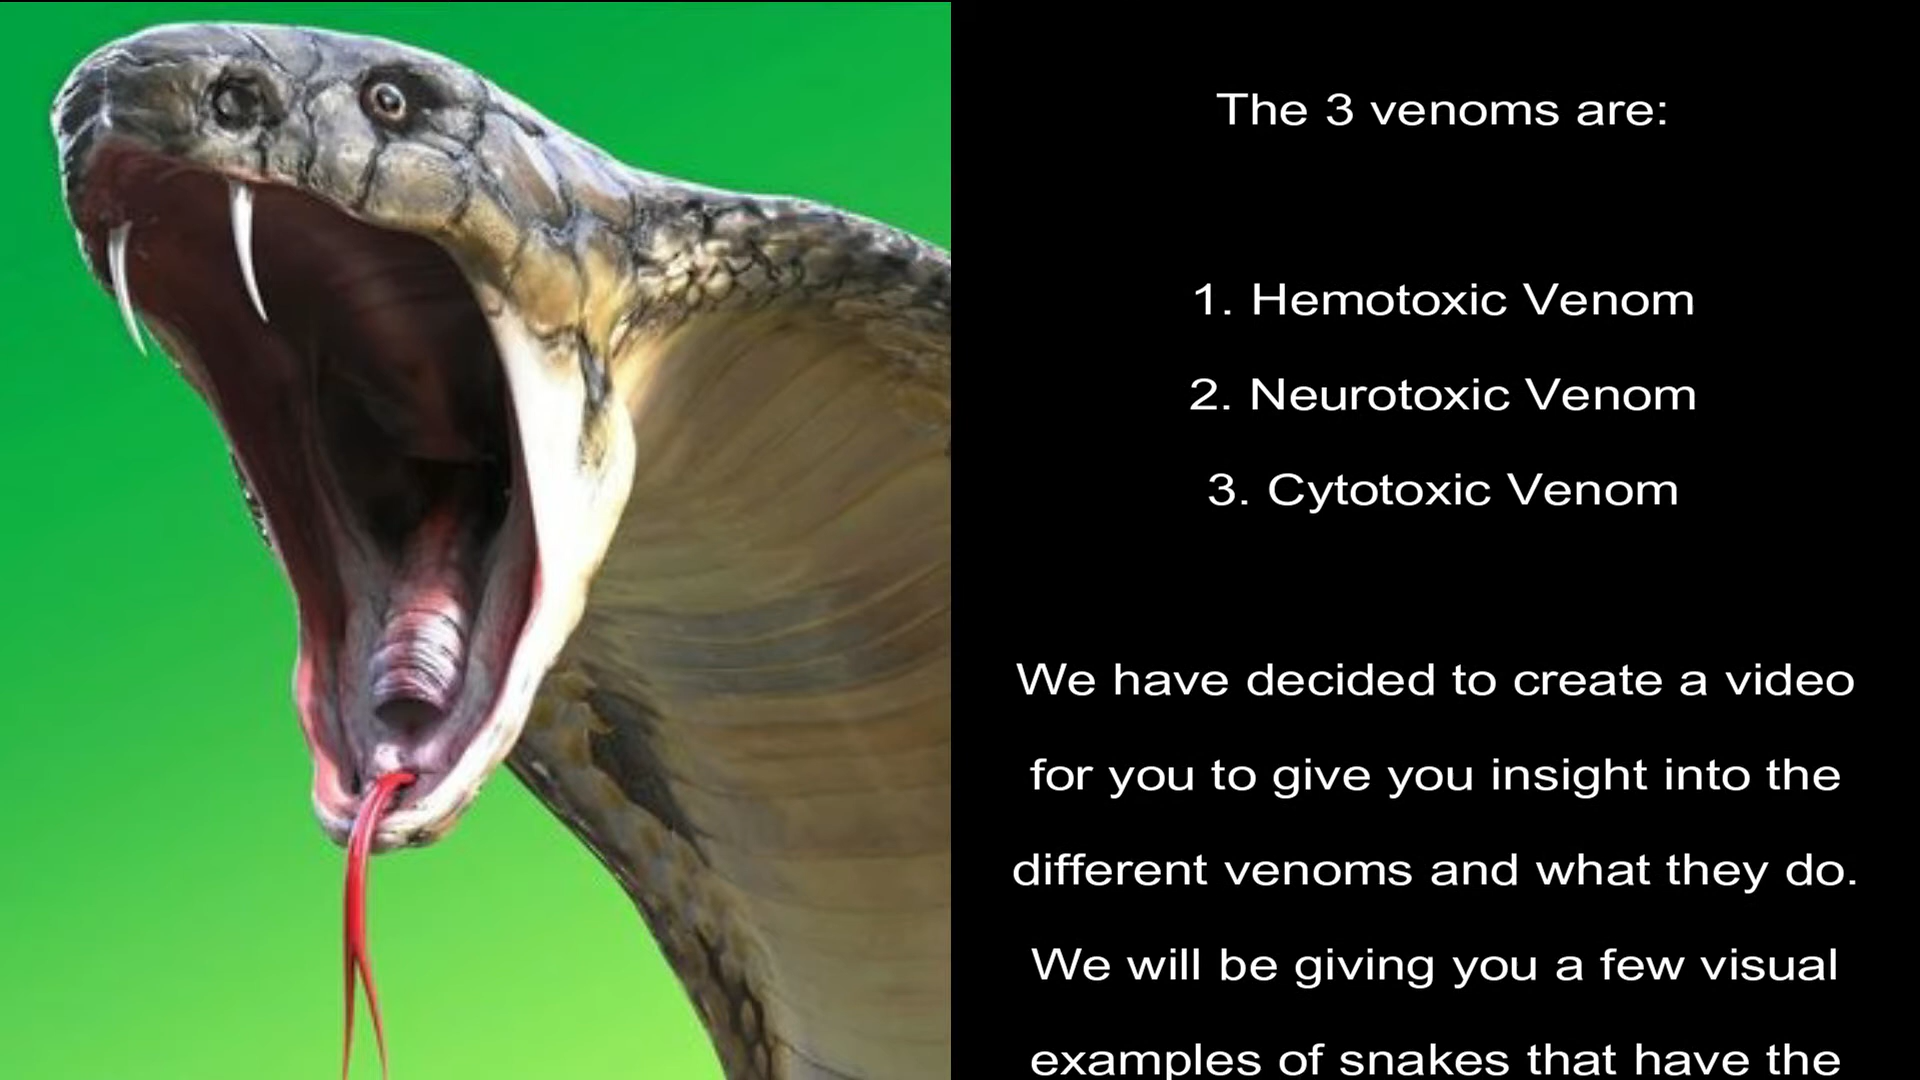 The 3 venoms are:
1. Hemotoxic Venom
2. Neurotoxic Venom
3. Cytotoxic Venom
We have decided to create a video
for you to give you insight into the
different venoms and what they do.
We will be giving you a few visual
examples of snakes that have the